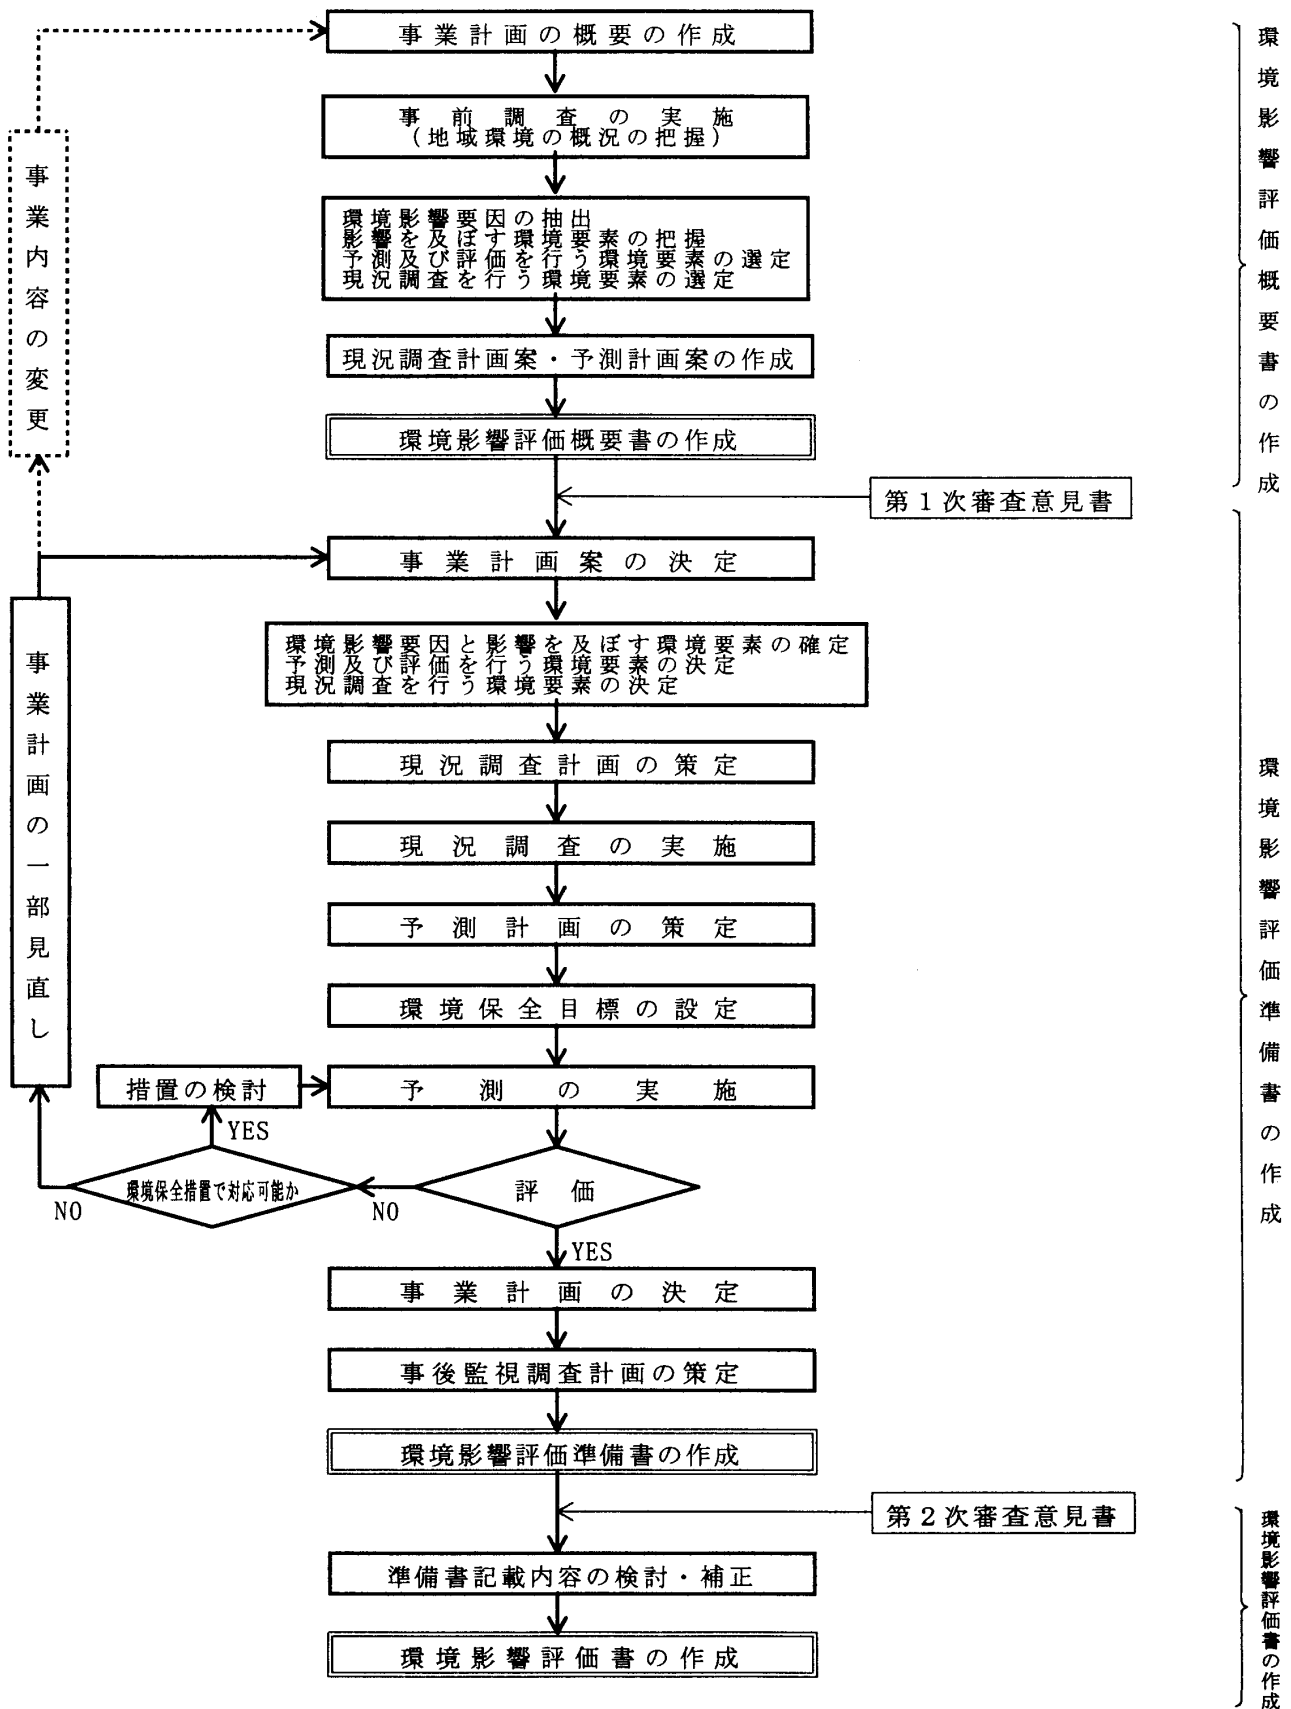 事業計画の概要の作成
事前調査の実施
（地域環境の概況の把握）
環境影響要因の抽出
影響を及ぼす環境要素の把握
予測及び評価を行う環境要素の選定
現況調査を行う環境要素の選定
現況調査計画案・予測計画案の作成
環境影響評価概要書の作成
第１次審査意見書
環境影響評価概要書の作成
事業内容の変更
事業計画案の決定
環境影響要因と影響を及ぼす環境要素の確定
予測及び評価を行う環境要素の決定
現況調査を行う環境要素の決定
現況調査計画の策定
現況調査の実施
予測計画の策定
環境保全目標の設定
措置の検討
予測の実施
YES
環境保全措置で対応可能か
評価
NO
NO
YES
事業計画の一部見直し
事業計画の決定
事後監視調査計画の策定
環境影響評価準備書の作成
環境影響評価準備書の作成
第２次審査意見書
準備書記載内容の検討・補正
環境影響評価書の作成
環境影響評価書の作成